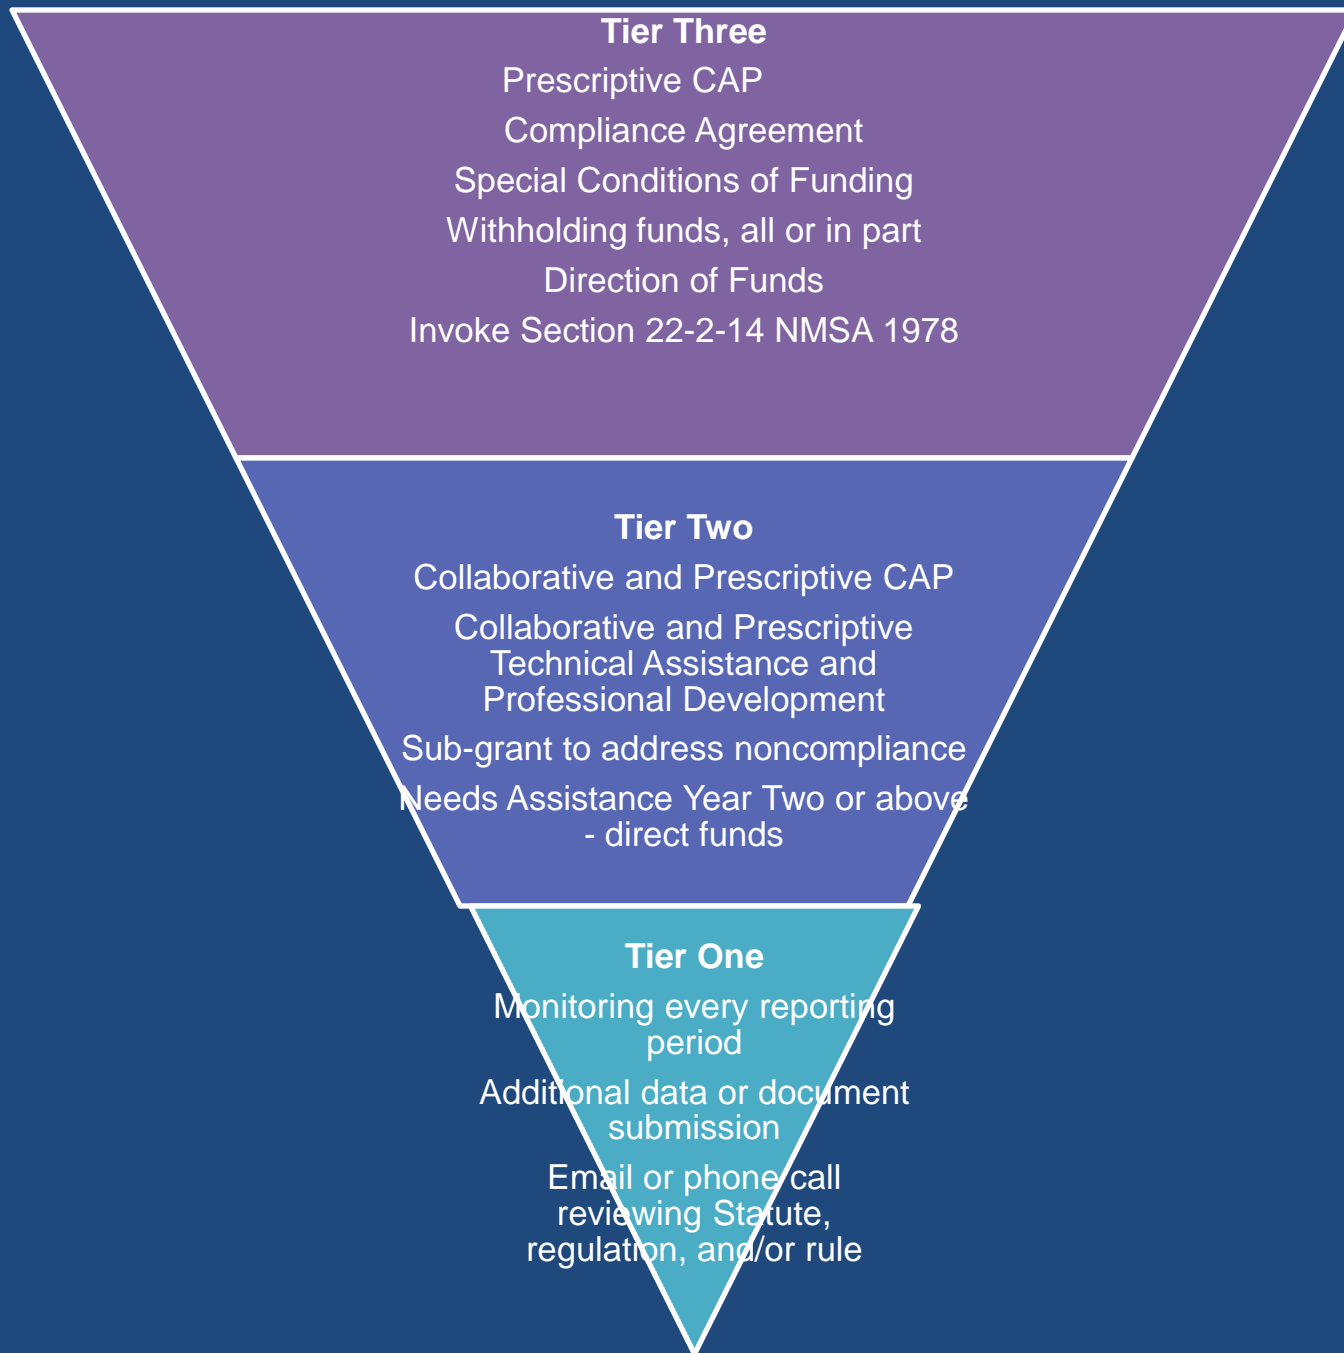 Tier Three
Prescriptive CAP
Compliance Agreement
Special Conditions of Funding
Withholding funds, all or in part
Direction of Funds
Invoke Section 22-2-14 NMSA 1978
Tier Two
Collaborative and Prescriptive CAP
Collaborative and Prescriptive
Technical Assistance and
Professional Development
Sub-grant to address noncompliance
Needs Assistance Year Two or above
- direct funds
Tier One
Monitoring every reporting
period
Additional data or document
submission
Email or phone call
reviewing Statute,
regulation, and/or rule